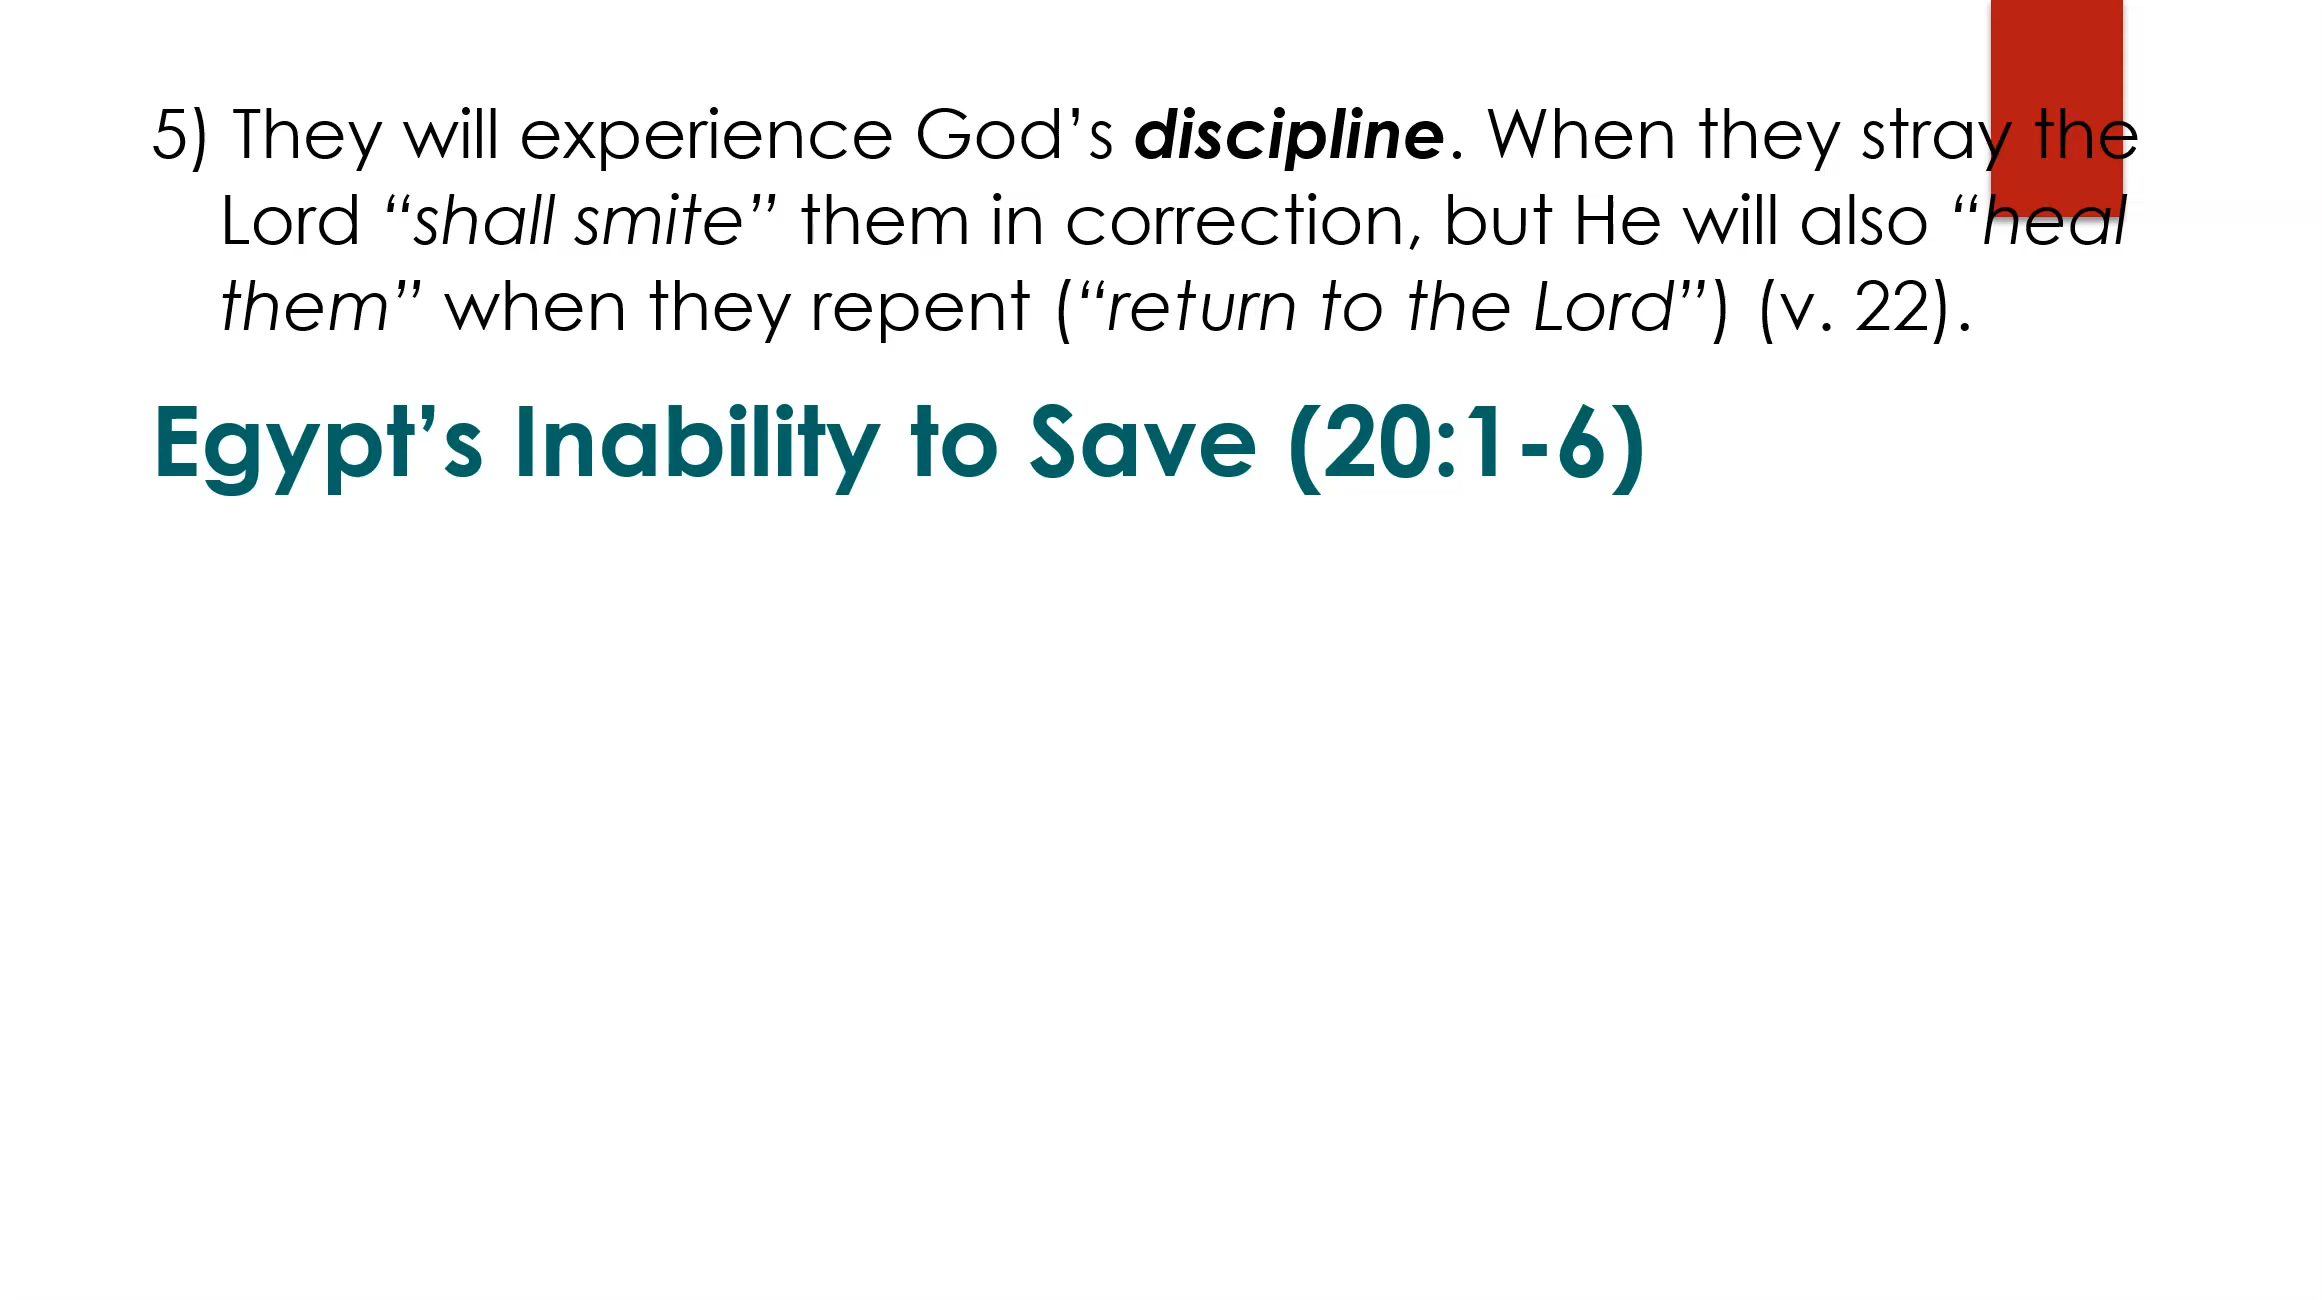 5) They will experience God’s discipline. When they stray the
Lord “shall smite” them in correction, but He will also “heal
them” when they repent (“return to the Lord”) (v. 22).
Egypt’s Inability to Save (20:1-6)